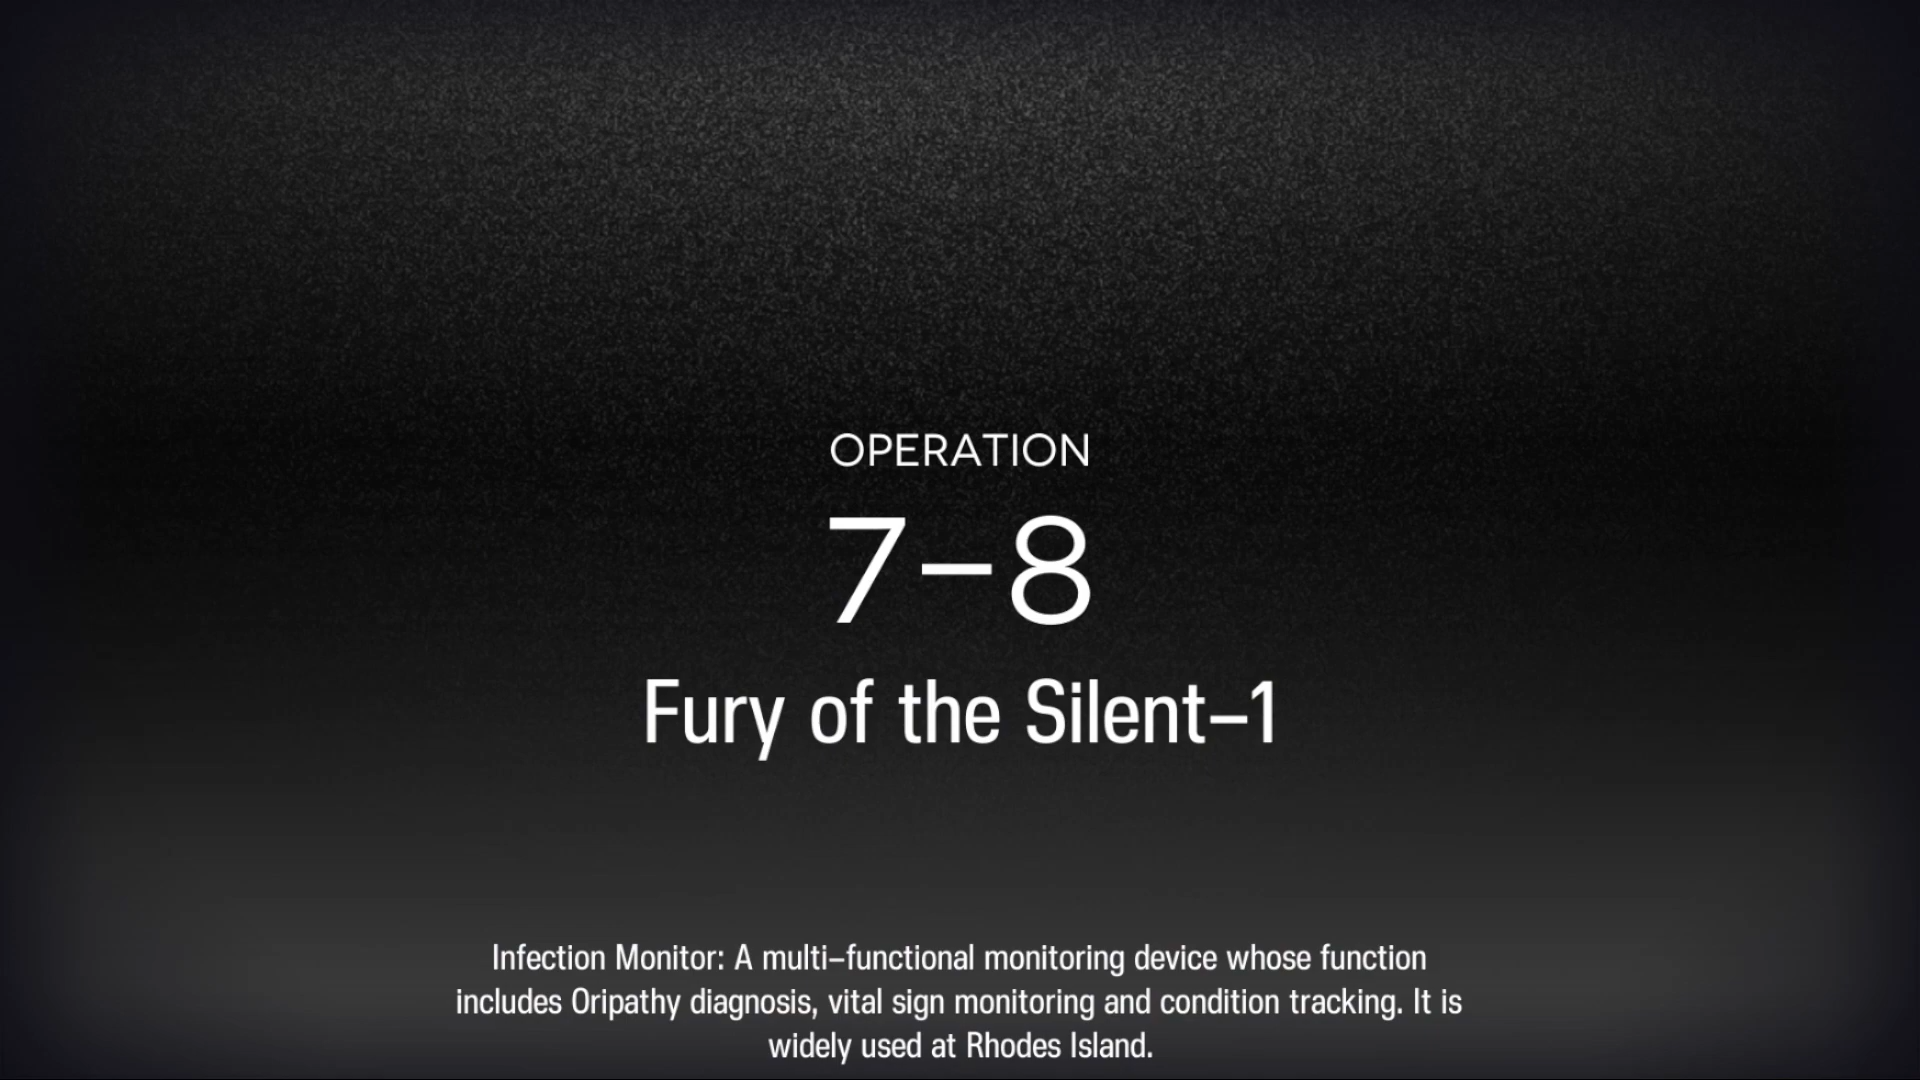 OPERATION
7–8
Fury of the Silent–1
Infection Monitor: A multi–functional monitoring device whose function
includes Oripathy diagnosis, vital sign monitoring and condition tracking. It is
widely used at Rhodes Island.